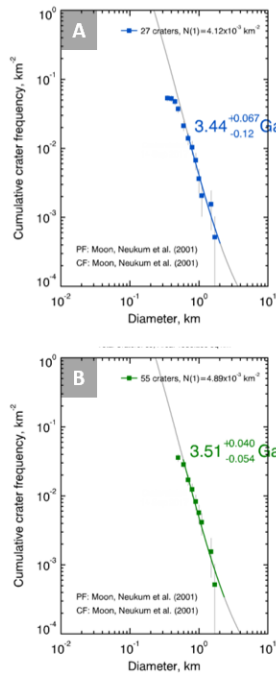 A
27 craters, N(1)=4.12x10⁻³ km⁻²
10⁰
10⁻¹
10⁻²
10⁻³
10⁻⁴
Cumulative crater frequency, km⁻²
3.44 +0.067 -0.12 Ga
PF: Moon, Neukum et al. (2001)
CF: Moon, Neukum et al. (2001)
10⁻² 10⁻¹ 10⁰ 10¹
Diameter, km
B
55 craters, N(1)=4.89x10⁻³ km⁻²
10⁰
10⁻¹
10⁻²
10⁻³
10⁻⁴
Cumulative crater frequency, km⁻²
3.51 +0.040 -0.054 Ga
PF: Moon, Neukum et al. (2001)
CF: Moon, Neukum et al. (2001)
10⁻² 10⁻¹ 10⁰ 10¹
Diameter, km